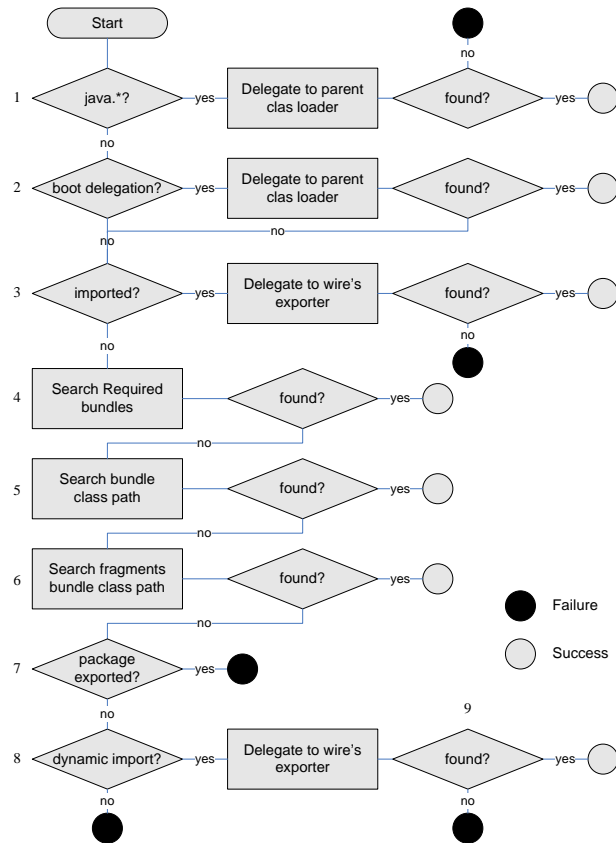 Start
no
1
java.*?
yes
Delegate to parent
clas loader
found?
yes
no
2
boot delegation?
yes
Delegate to parent
clas loader
found?
yes
no
no
3
imported?
yes
Delegate to wire's
exporter
found?
yes
no
no
4
Search Required
bundles
found?
yes
no
5
Search bundle
class path
found?
yes
no
6
Search fragments
bundle class path
found?
yes
no
Failure
Success
7
package
exported?
yes
no
9
8
dynamic import?
yes
Delegate to wire's
exporter
found?
yes
no
no